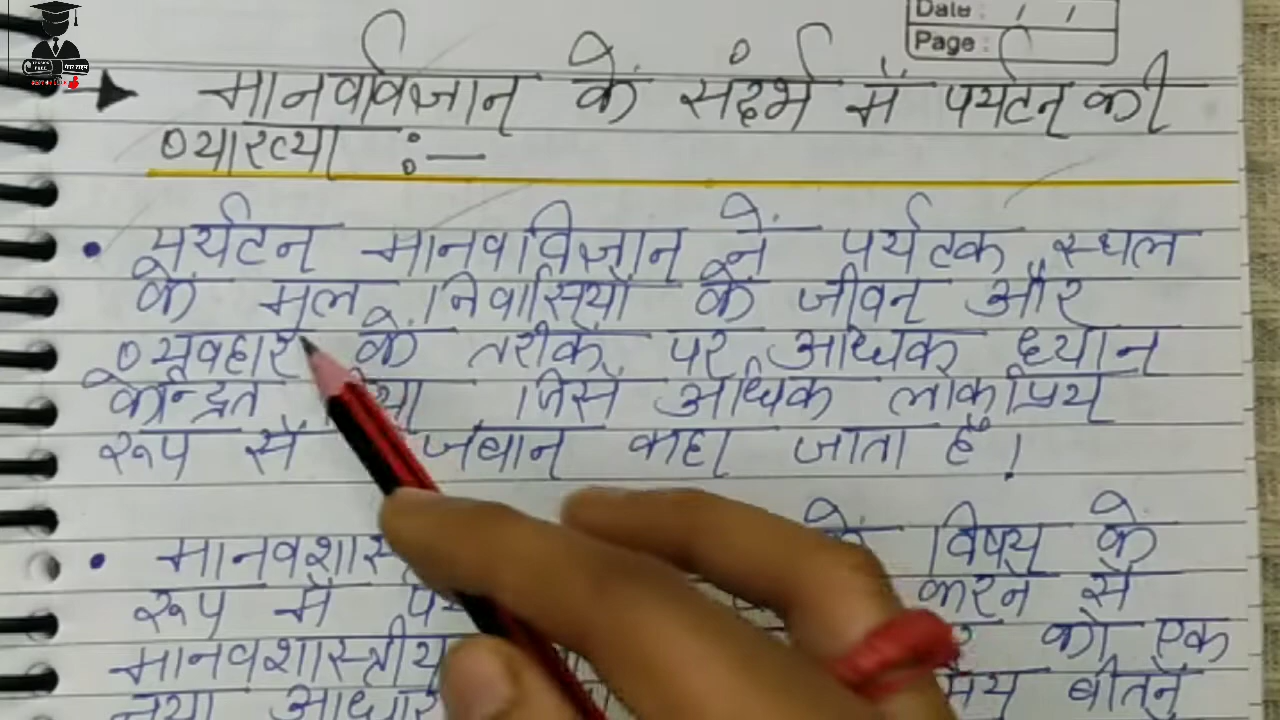 Date : / /
Page :
मानवविज्ञान के संदर्भ में पर्यटन की
व्याख्या :—
• पर्यटन मानवविज्ञान ने पर्यटक स्थल
के मूल निवासियों के जीवन और
व्यवहार के तरीके पर अधिक ध्यान
केन्द्रित जिसे अधिक लोकप्रिय
रूप से जबान कहा जाता है।
• मानवशास् के विषय के
रूप में करने से
मानवशास्त्रीय को एक
नया आधार बीतने